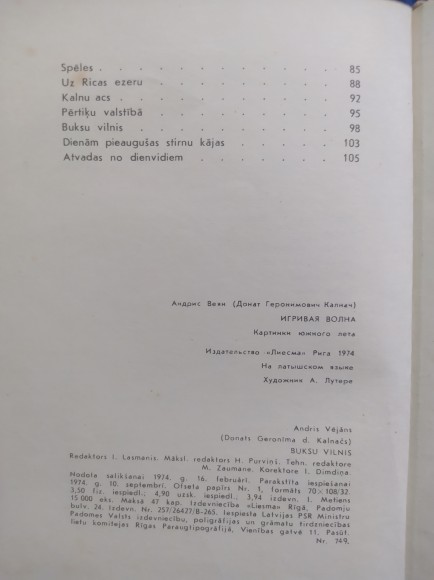 Spēles . . . . . . . . . . . . 85
Uz Ricas ezeru . . . . . . . . . 88
Kalnu acs . . . . . . . . . . . 92
Pērtiķu valstībā . . . . . . . . . 95
Buksu vilnis . . . . . . . . . . 98
Dienām pieaugušas stirnu kājas . . . . . 103
Atvadas no dienvidiem . . . . . . . 105
Андрис Веян (Донат Геронимович Калнач)
ИГРИВАЯ ВОЛНА
Картинки южного лета
Издательство «Лиесма» Рига 1974
На латышском языке
Художник А. Лутере
Andris Vējāns
(Donats Geronīma d. Kalnačs)
BUKSU VILNIS
Redaktors I. Lasmanis. Māksl. redaktors H. Purviņš. Tehn. redaktore
M. Zaumane. Korektore I. Dimdiņa.
Nodota salikšanai 1974. g. 16. februārī. Parakstīta iespiešanai
1974. g. 10. septembrī. Ofseta papīrs Nr. 1, formāts 70×108/32.
3,50 fiz. iespiedl.; 4,90 uzsk. iespiedl.; 3,94 izdevn. l. Metiens
15 000 eks. Maksā 47 kap. Izdevniecība «Liesma» Rīgā, Padomju
bulv. 24. Izdevn. Nr. 257/26427/B-265. Iespiesta Latvijas PSR Ministru
Padomes Valsts izdevniecību, poligrāfijas un grāmatu tirdzniecības
lietu komitejas Rīgas Paraugtipogrāfijā, Vienības gatvē 11. Pasūt.
Nr. 749.